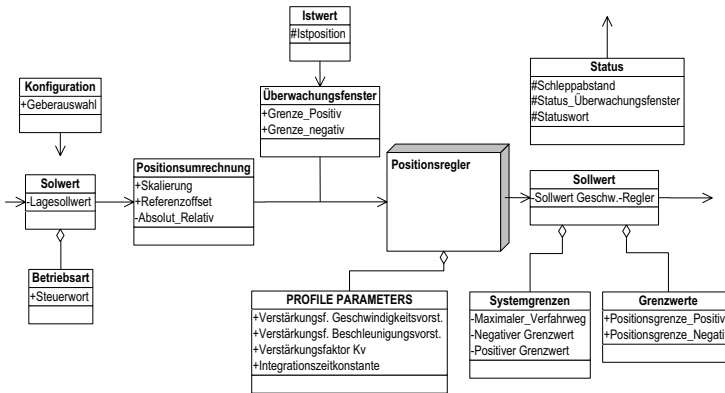 Istwert
#Istposition
Konfiguration
+Geberauswahl
Überwachungsfenster
+Grenze_Positiv
+Grenze_negativ
Status
#Schleppabstand
#Status_Überwachungsfenster
#Statuswort
Solwert
-Lagesollwert
Positionsumrechnung
+Skalierung
+Referenzoffset
-Absolut_Relativ
Positionsregler
Sollwert
-Sollwert Geschw.-Regler
Betriebsart
+Steuerwort
PROFILE PARAMETERS
+Verstärkungsf. Geschwindigkeitsvorst.
+Verstärkungsf. Beschleunigungsvorst.
+Verstärkungsfaktor Kv
+Integrationszeitkonstante
Systemgrenzen
-Maximaler_Verfahrweg
-Negativer Grenzwert
-Positiver Grenzwert
Grenzwerte
+Positionsgrenze_Positiv
+Positionsgrenze_Negativ